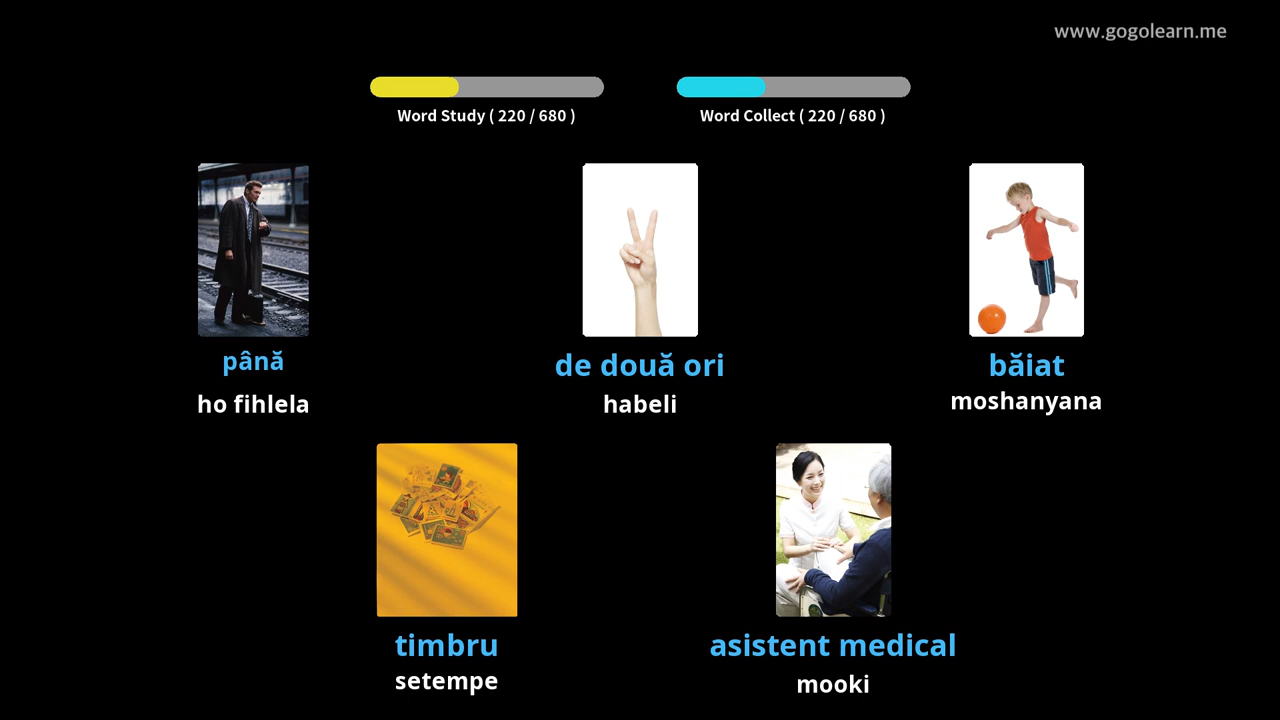 www.gogolearn.me
Word Study ( 220 / 680 )
Word Collect ( 220 / 680 )
până
ho fihlela
de două ori
habeli
băiat
moshanyana
timbru
setempe
asistent medical
mooki